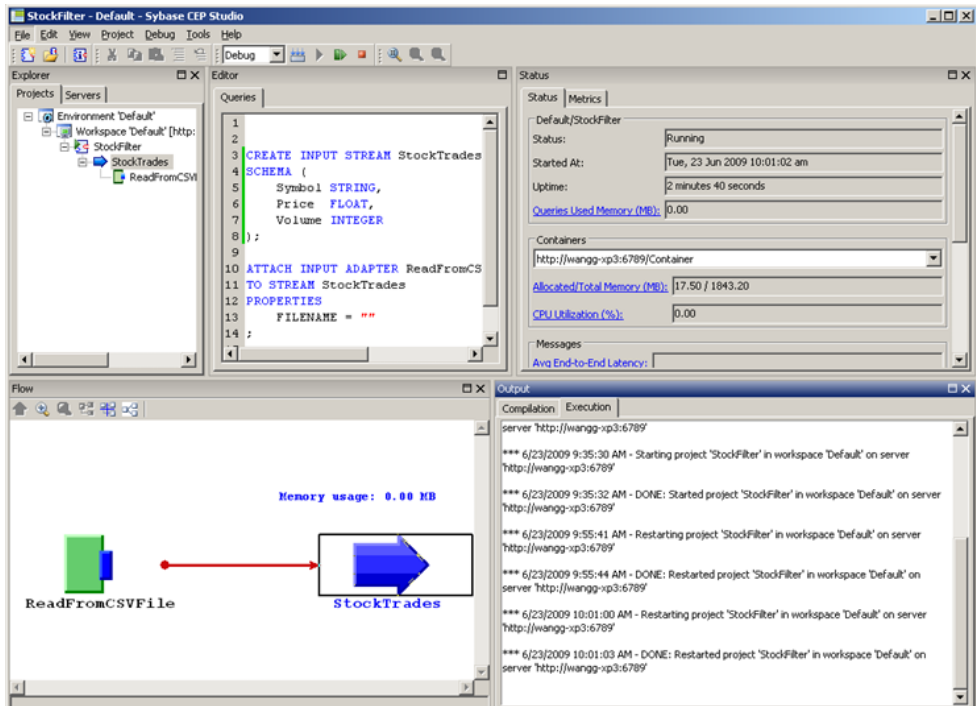 StockFilter - Default - Sybase CEP Studio
File Edit View Project Debug Tools Help
Debug
Explorer
Projects Servers
Environment 'Default'
Workspace 'Default' [http:
StockFilter
StockTrades
ReadFromCSVI
Editor
Queries
1
2
3 CREATE INPUT STREAM StockTrades
4 SCHEMA (
5 Symbol STRING,
6 Price FLOAT,
7 Volume INTEGER
8 );
9
10 ATTACH INPUT ADAPTER ReadFromCS
11 TO STREAM StockTrades
12 PROPERTIES
13 FILENAME = ""
14 ;
Status
Status Metrics
Default/StockFilter
Status: Running
Started At: Tue, 23 Jun 2009 10:01:02 am
Uptime: 2 minutes 40 seconds
Queries Used Memory (MB): 0.00
Containers
http://wangg-xp3:6789/Container
Allocated/Total Memory (MB): 17.50 / 1843.20
CPU Utilization (%): 0.00
Messages
Avg End-to-End Latency:
Flow
Memory usage: 0.00 MB
ReadFromCSVFile
StockTrades
Output
Compilation Execution
server 'http://wangg-xp3:6789'
*** 6/23/2009 9:35:30 AM - Starting project 'StockFilter' in workspace 'Default' on server
'http://wangg-xp3:6789'
*** 6/23/2009 9:35:32 AM - DONE: Started project 'StockFilter' in workspace 'Default' on server
'http://wangg-xp3:6789'
*** 6/23/2009 9:55:41 AM - Restarting project 'StockFilter' in workspace 'Default' on server
'http://wangg-xp3:6789'
*** 6/23/2009 9:55:44 AM - DONE: Restarted project 'StockFilter' in workspace 'Default' on
server 'http://wangg-xp3:6789'
*** 6/23/2009 10:01:00 AM - Restarting project 'StockFilter' in workspace 'Default' on server
'http://wangg-xp3:6789'
*** 6/23/2009 10:01:03 AM - DONE: Restarted project 'StockFilter' in workspace 'Default' on
server 'http://wangg-xp3:6789'